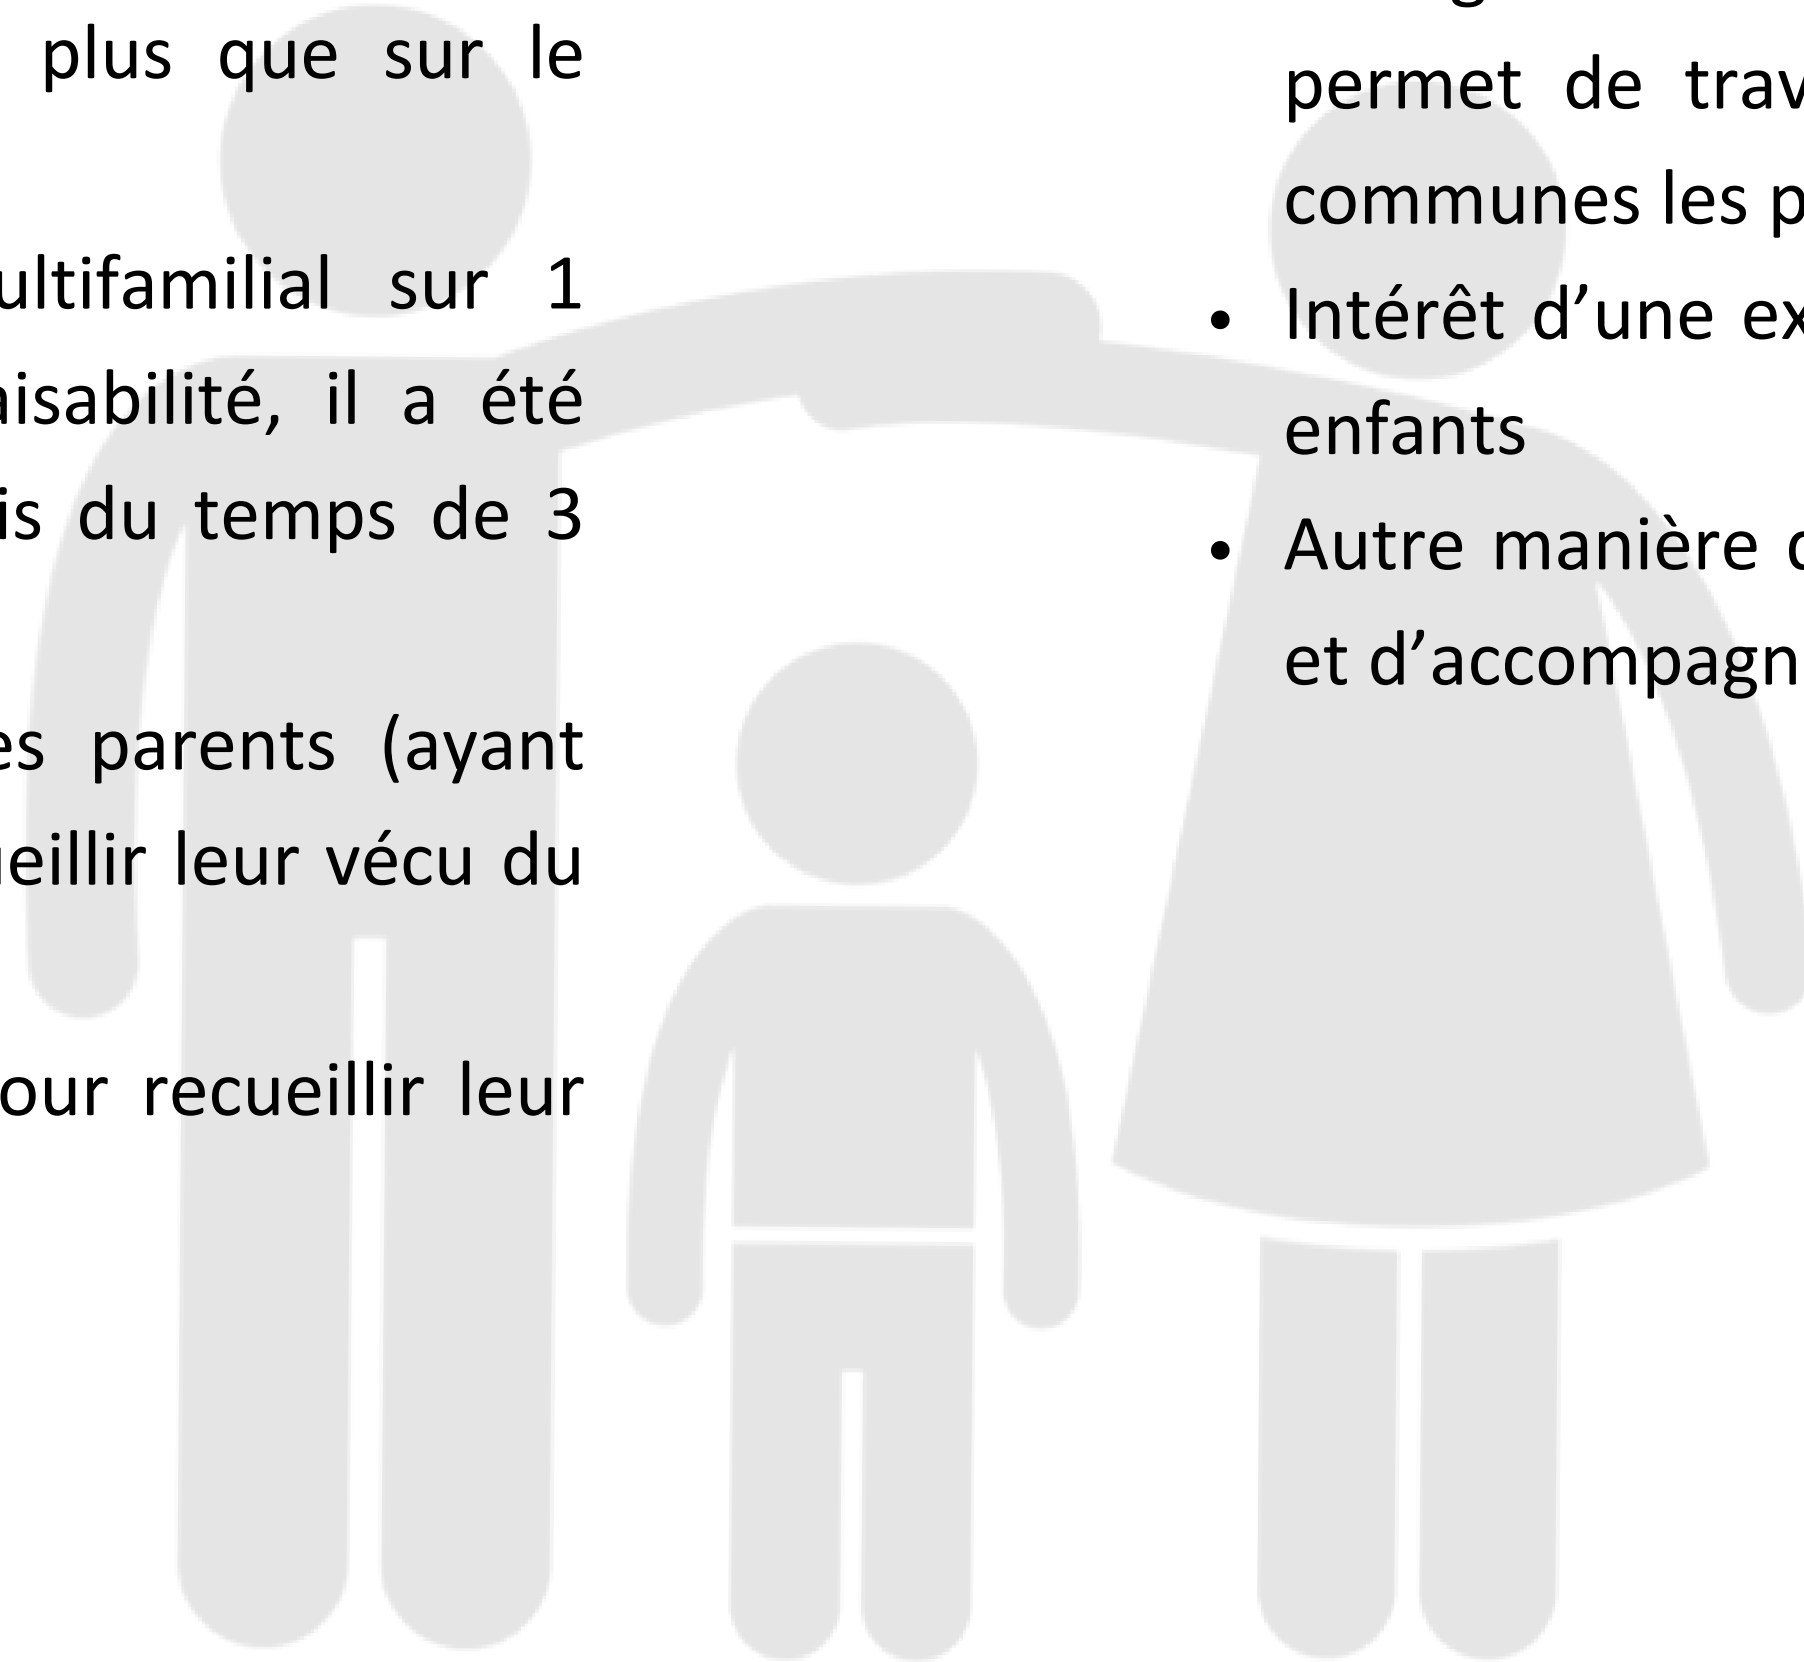 plus que sur le
ultifamilial sur 1
aisabilité, il a été
is du temps de 3
es parents (ayant
ueillir leur vécu du
our recueillir leur
permet de trav
communes les p
• Intérêt d’une ex
enfants
• Autre manière d
et d’accompagn